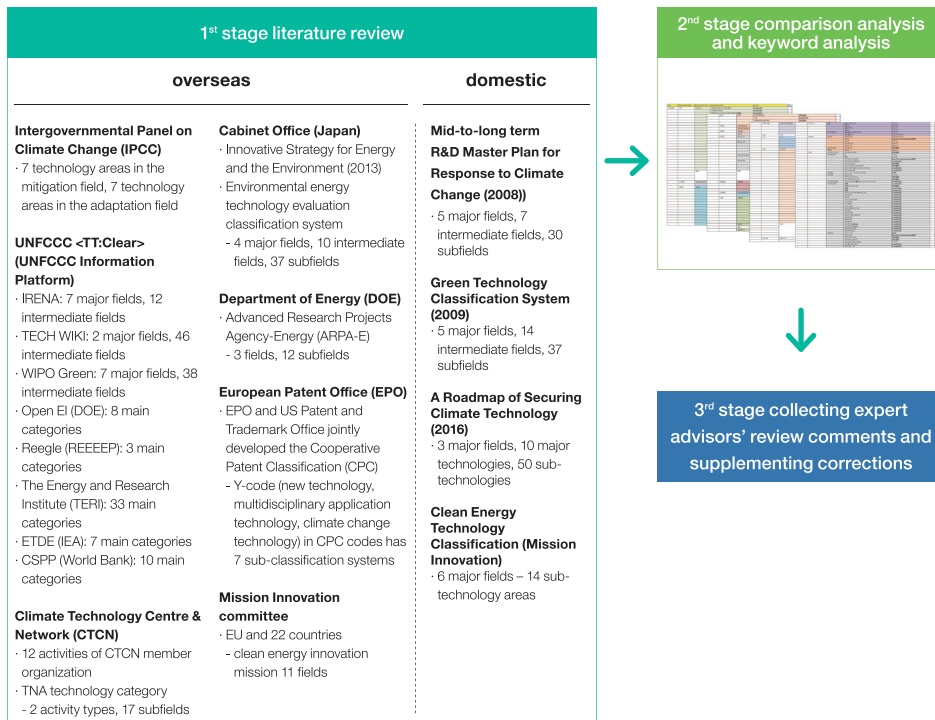 1st stage literature review
overseas
Intergovernmental Panel on
Climate Change (IPCC)
· 7 technology areas in the
mitigation field, 7 technology
areas in the adaptation field
UNFCCC <TT:Clear>
(UNFCCC Information
Platform)
· IRENA: 7 major fields, 12
intermediate fields
· TECH WIKI: 2 major fields, 46
intermediate fields
· WIPO Green: 7 major fields, 38
intermediate fields
· Open EI (DOE): 8 main
categories
· Reegle (REEEEP): 3 main
categories
· The Energy and Research
Institute (TERI): 33 main
categories
· ETDE (IEA): 7 main categories
· CSPP (World Bank): 10 main
categories
Climate Technology Centre &
Network (CTCN)
· 12 activities of CTCN member
organization
· TNA technology category
- 2 activity types, 17 subfields
Cabinet Office (Japan)
· Innovative Strategy for Energy
and the Environment (2013)
· Environmental energy
technology evaluation
classification system
- 4 major fields, 10 intermediate
fields, 37 subfields
Department of Energy (DOE)
· Advanced Research Projects
Agency-Energy (ARPA-E)
- 3 fields, 12 subfields
European Patent Office (EPO)
· EPO and US Patent and
Trademark Office jointly
developed the Cooperative
Patent Classification (CPC)
- Y-code (new technology,
multidisciplinary application
technology, climate change
technology) in CPC codes has
7 sub-classification systems
Mission Innovation
committee
· EU and 22 countries
- clean energy innovation
mission 11 fields
domestic
Mid-to-long term
R&D Master Plan for
Response to Climate
Change (2008))
· 5 major fields, 7
intermediate fields, 30
subfields
Green Technology
Classification System
(2009)
· 5 major fields, 14
intermediate fields, 37
subfields
A Roadmap of Securing
Climate Technology
(2016)
· 3 major fields, 10 major
technologies, 50 sub-
technologies
Clean Energy
Technology
Classification (Mission
Innovation)
· 6 major fields – 14 sub-
technology areas
2nd stage comparison analysis
and keyword analysis
3rd stage collecting expert
advisors' review comments and
supplementing corrections